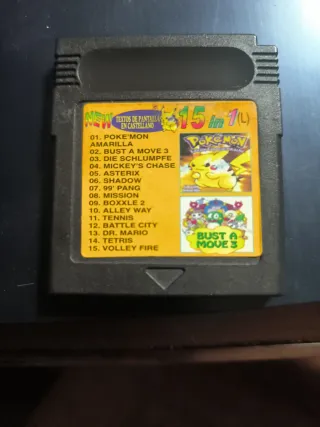 NEW TEXTOS DE PANTALLA EN CASTELLANO 15 in 1(L)
01. POKE'MON
AMARILLA
02. BUST A MOVE 3
03. DIE SCHLUMPFE
04. MICKEY'S CHASE
05. ASTERIX
06. SHADOW
07. 99' PANG
08. MISSION
09. BOXXLE 2
10. ALLEY WAY
11. TENNIS
12. BATTLE CITY
13. DR. MARIO
14. TETRIS
15. VOLLEY FIRE
POKéMON
BUST A
MOVE 3